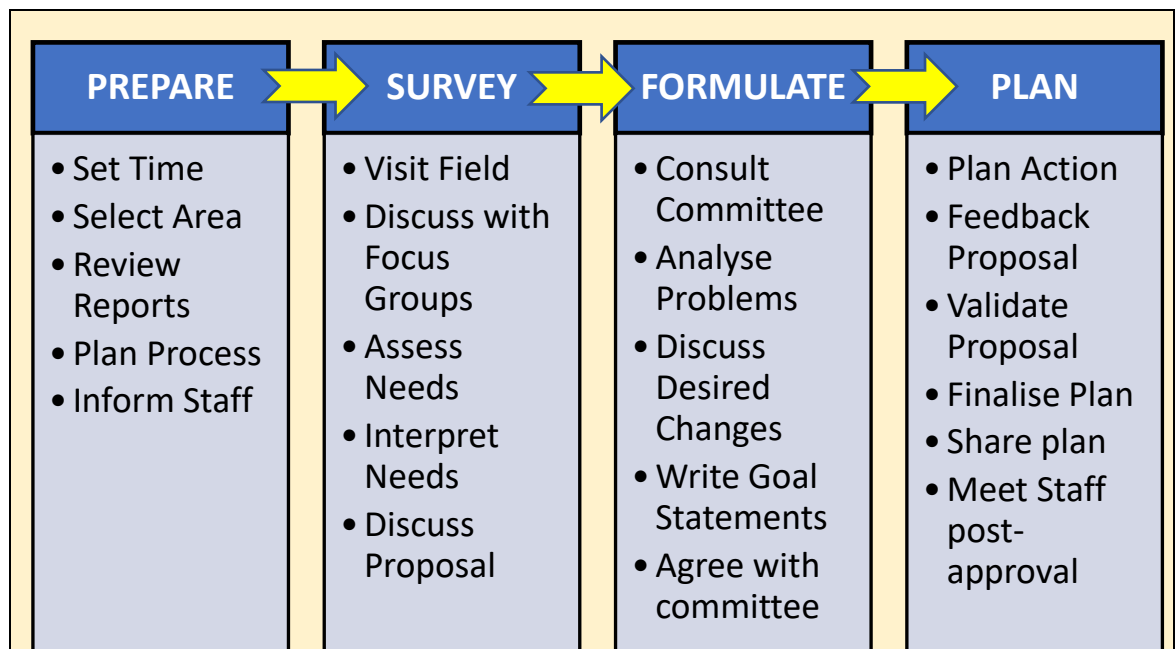 PREPARE
• Set Time
• Select Area
• Review
Reports
• Plan Process
• Inform Staff
SURVEY
• Visit Field
• Discuss with
Focus
Groups
• Assess
Needs
• Interpret
Needs
• Discuss
Proposal
FORMULATE
• Consult
Committee
• Analyse
Problems
• Discuss
Desired
Changes
• Write Goal
Statements
• Agree with
committee
PLAN
• Plan Action
• Feedback
Proposal
• Validate
Proposal
• Finalise Plan
• Share plan
• Meet Staff
post-
approval